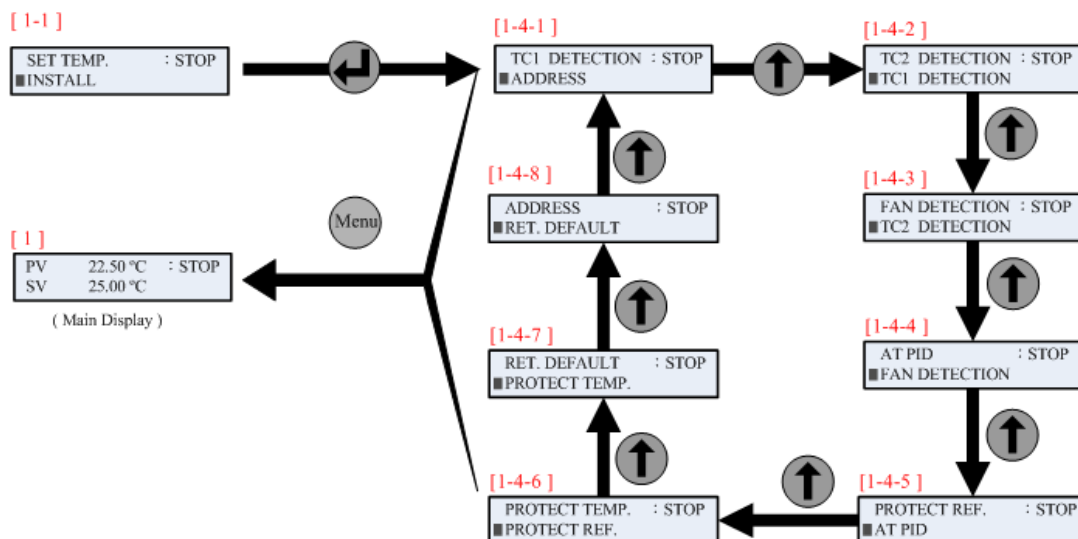 [ 1-1 ]
SET TEMP. : STOP
INSTALL
[1-4-1 ]
TC1 DETECTION : STOP
ADDRESS
[1-4-2 ]
TC2 DETECTION : STOP
TC1 DETECTION
[1-4-8 ]
ADDRESS : STOP
RET. DEFAULT
[1-4-3 ]
FAN DETECTION : STOP
TC2 DETECTION
Menu
[ 1 ]
PV 22.50 °C : STOP
SV 25.00 °C
( Main Display )
[1-4-7 ]
RET. DEFAULT : STOP
PROTECT TEMP.
[1-4-4 ]
AT PID : STOP
FAN DETECTION
[1-4-6 ]
PROTECT TEMP. : STOP
PROTECT REF.
[1-4-5 ]
PROTECT REF. : STOP
AT PID